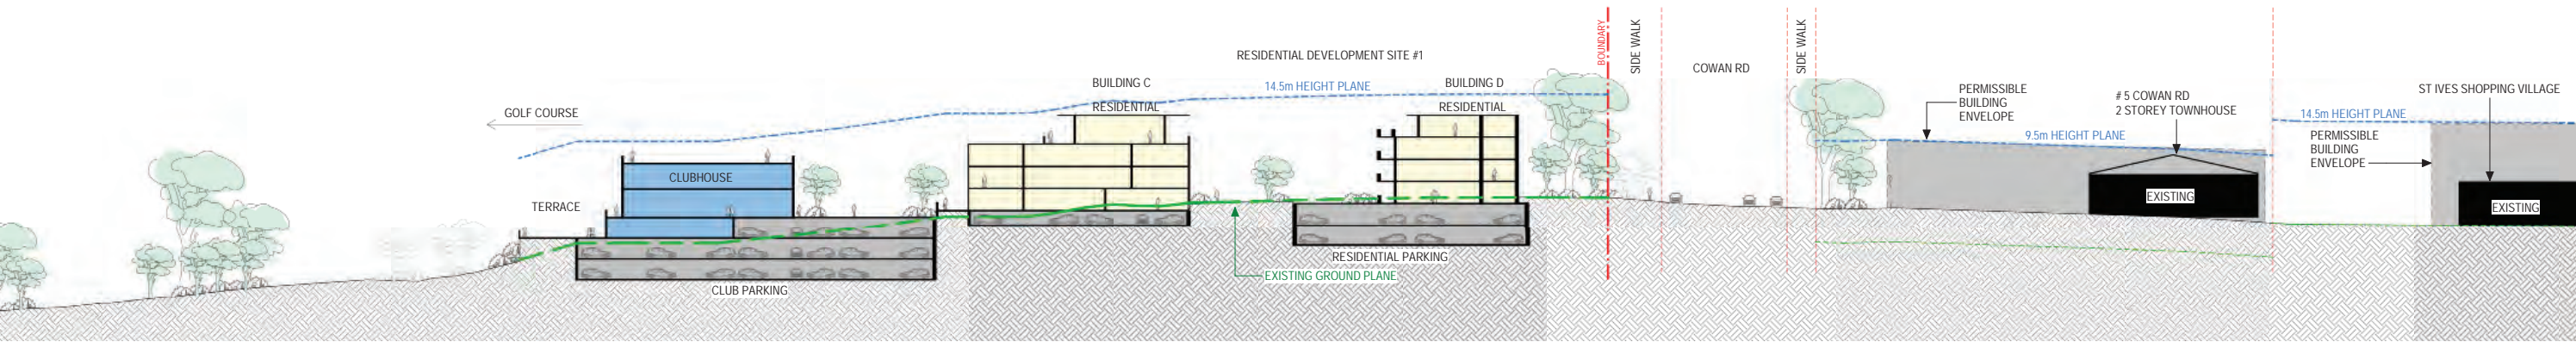 GOLF COURSE
TERRACE
CLUBHOUSE
CLUB PARKING
RESIDENTIAL DEVELOPMENT SITE #1
BUILDING C
RESIDENTIAL
14.5m HEIGHT PLANE
BUILDING D
RESIDENTIAL
RESIDENTIAL PARKING
EXISTING GROUND PLANE
BOUNDARY
SIDE WALK
COWAN RD
SIDE WALK
PERMISSIBLE
BUILDING
ENVELOPE
# 5 COWAN RD
2 STOREY TOWNHOUSE
9.5m HEIGHT PLANE
EXISTING
14.5m HEIGHT PLANE
PERMISSIBLE
BUILDING
ENVELOPE
ST IVES SHOPPING VILLAGE
EXISTING